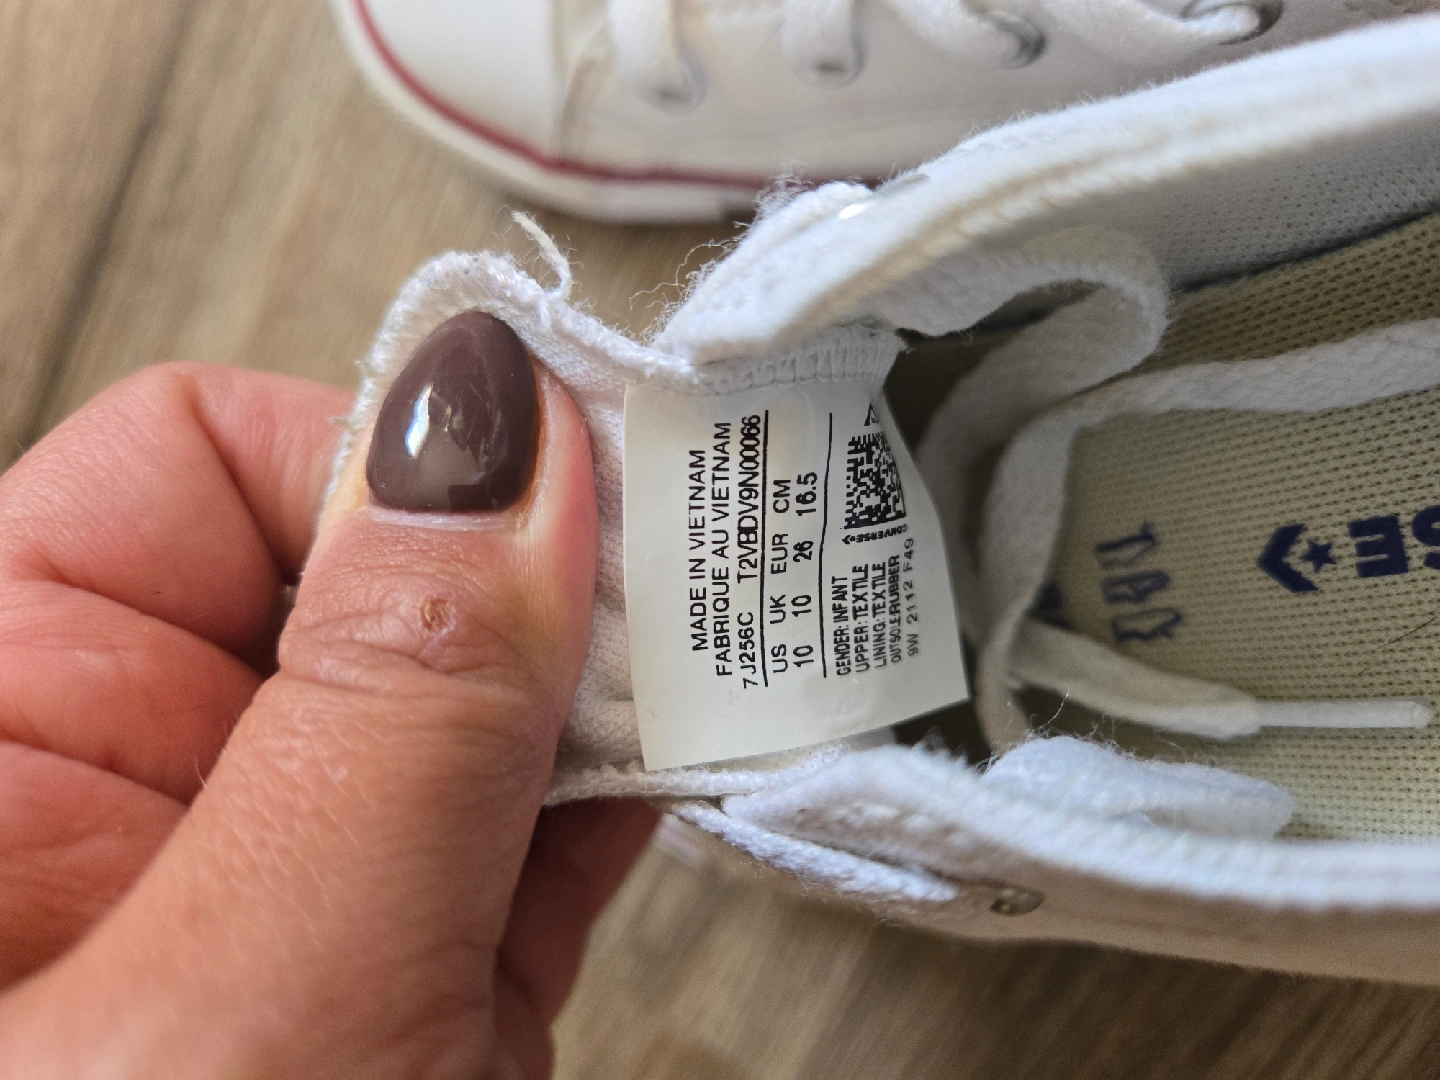 MADE IN VIETNAM
FABRIQUE AU VIETNAM
7J256C T2VBDV9N00066
US UK EUR CM
10 10 26 16.5
GENDER: INFANT
UPPER: TEXTILE
LINING: TEXTILE
OUTSOLE:RUBBER
9W 2112 F49
CONVERSE